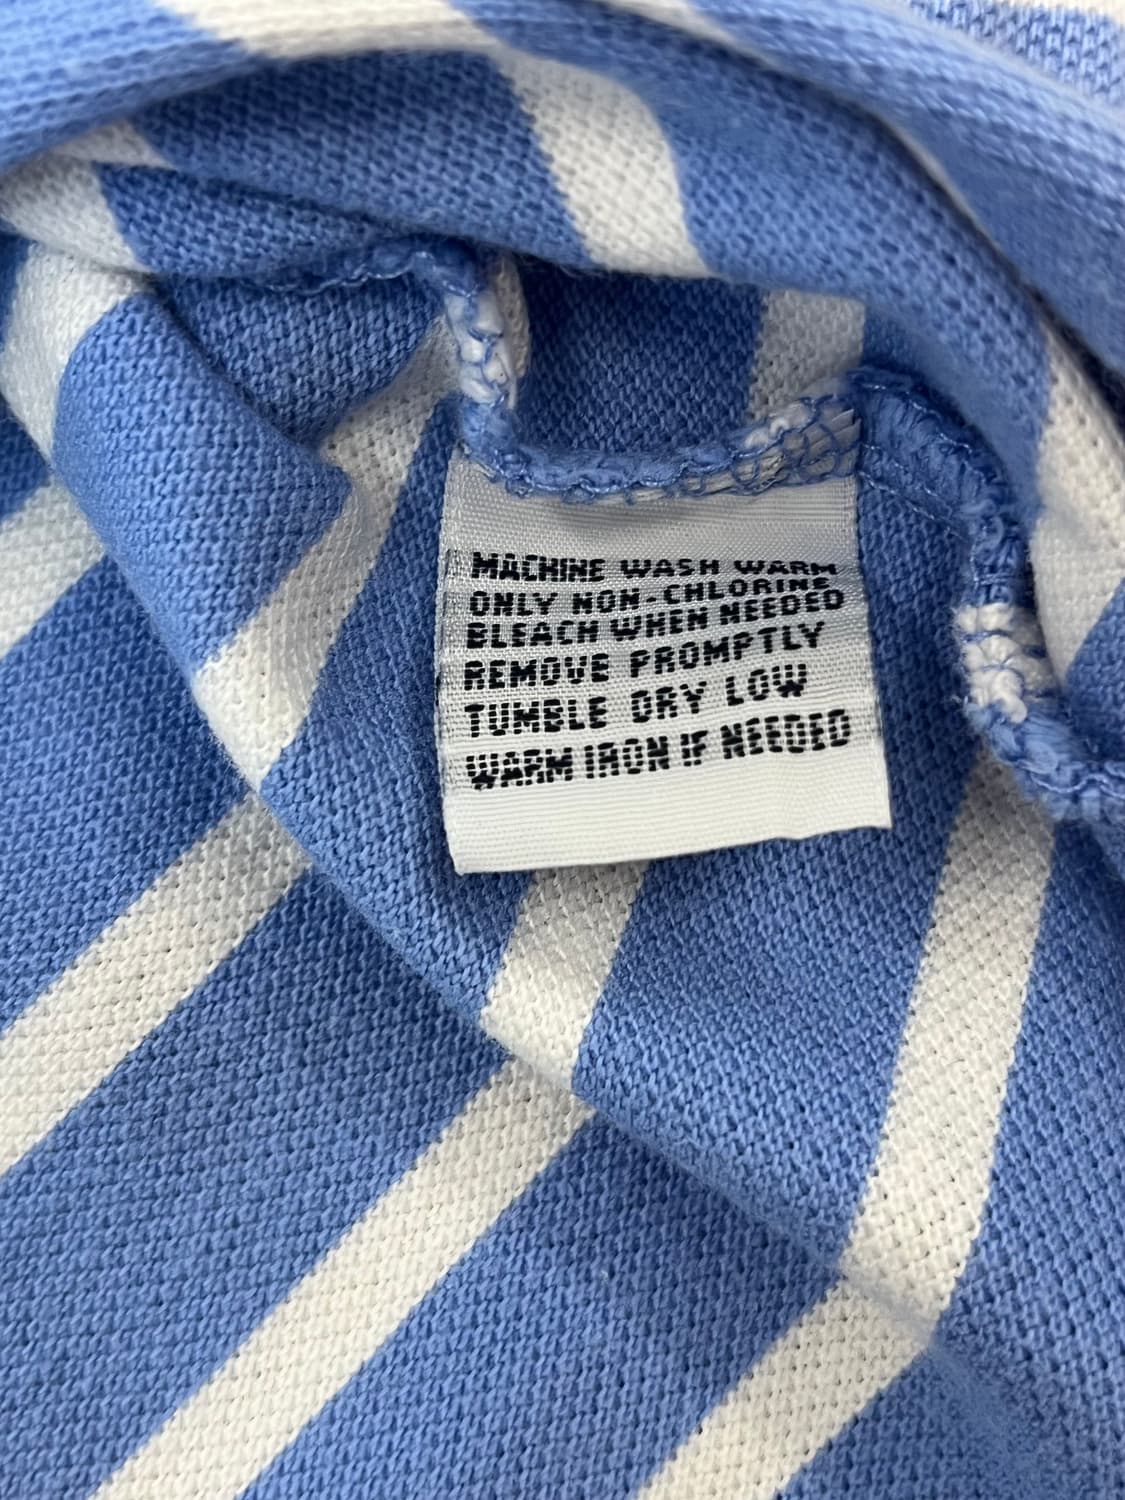 MACHINE WASH WARM
ONLY NON-CHLORINE
BLEACH WHEN NEEDED
REMOVE PROMPTLY
TUMBLE DRY LOW
WARM IRON IF NEEDED